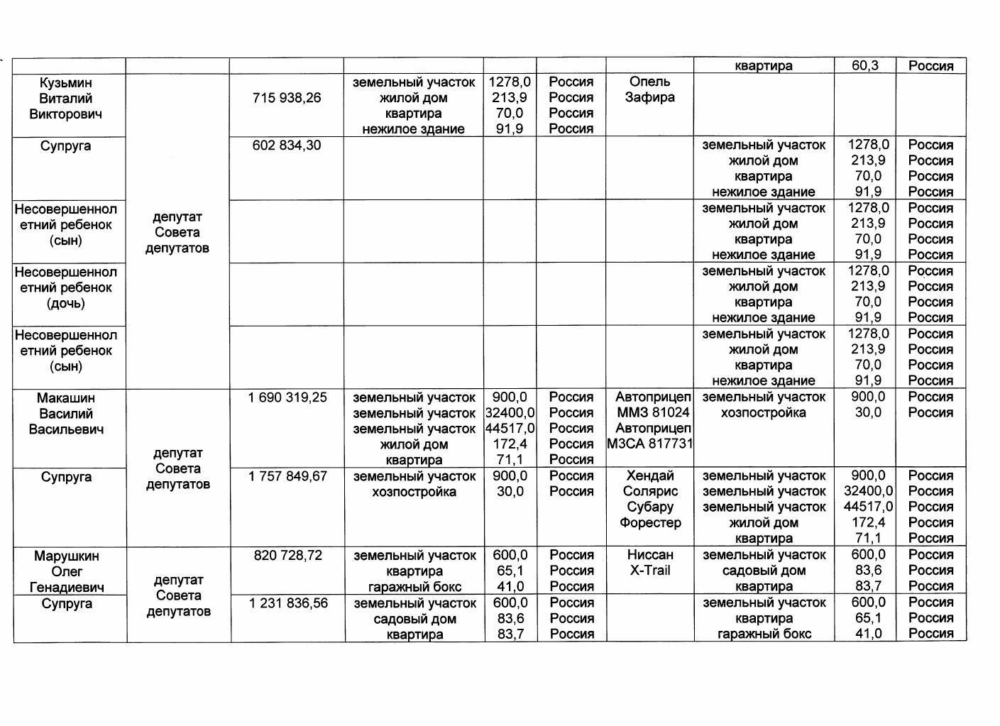 квартира 60,3 Россия
Кузьмин земельный участок 1278,0 Россия Опель
Виталий 715 938,26 жилой дом 213,9 Россия Зафира
Викторович квартира 70,0 Россия
нежилое здание 91,9 Россия
Супруга 602 834,30 земельный участок 1278,0 Россия
жилой дом 213,9 Россия
квартира 70,0 Россия
нежилое здание 91,9 Россия
Несовершеннол земельный участок 1278,0 Россия
етний ребенок депутат жилой дом 213,9 Россия
(сын) Совета квартира 70,0 Россия
депутатов нежилое здание 91,9 Россия
Несовершеннол земельный участок 1278,0 Россия
етний ребенок жилой дом 213,9 Россия
(дочь) квартира 70,0 Россия
нежилое здание 91,9 Россия
Несовершеннол земельный участок 1278,0 Россия
етний ребенок жилой дом 213,9 Россия
(сын) квартира 70,0 Россия
нежилое здание 91,9 Россия
Макашин 1 690 319,25 земельный участок 900,0 Россия Автоприцеп земельный участок 900,0 Россия
Василий земельный участок 32400,0 Россия ММЗ 81024 хозпостройка 30,0 Россия
Васильевич земельный участок 44517,0 Россия Автоприцеп
депутат жилой дом 172,4 Россия МЗСА 817731
Совета квартира 71,1 Россия
Супруга депутатов 1 757 849,67 земельный участок 900,0 Россия Хендай земельный участок 900,0 Россия
хозпостройка 30,0 Россия Солярис земельный участок 32400,0 Россия
Субару земельный участок 44517,0 Россия
Форестер жилой дом 172,4 Россия
квартира 71,1 Россия
Марушкин 820 728,72 земельный участок 600,0 Россия Ниссан земельный участок 600,0 Россия
Олег депутат квартира 65,1 Россия X-Trail садовый дом 83,6 Россия
Генадиевич Совета гаражный бокс 41,0 Россия квартира 83,7 Россия
Супруга депутатов 1 231 836,56 земельный участок 600,0 Россия земельный участок 600,0 Россия
садовый дом 83,6 Россия квартира 65,1 Россия
квартира 83,7 Россия гаражный бокс 41,0 Россия